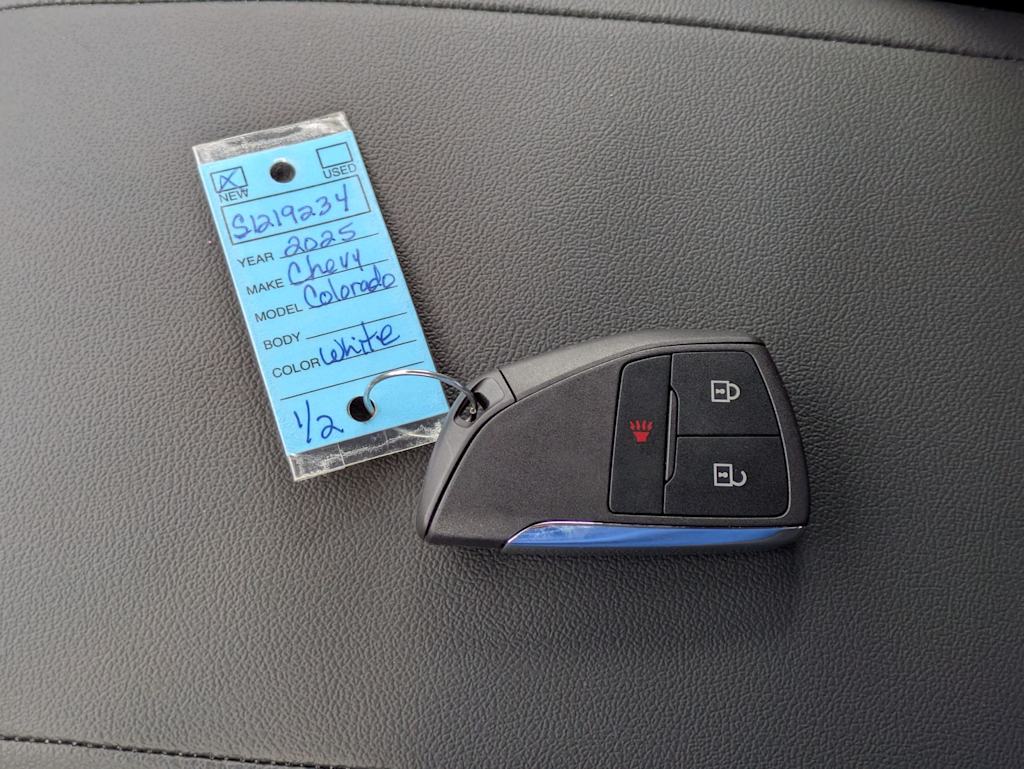 NEW USED
S1219234
YEAR 2025
MAKE Chevy
MODEL Colorado
BODY
COLOR White
1/2